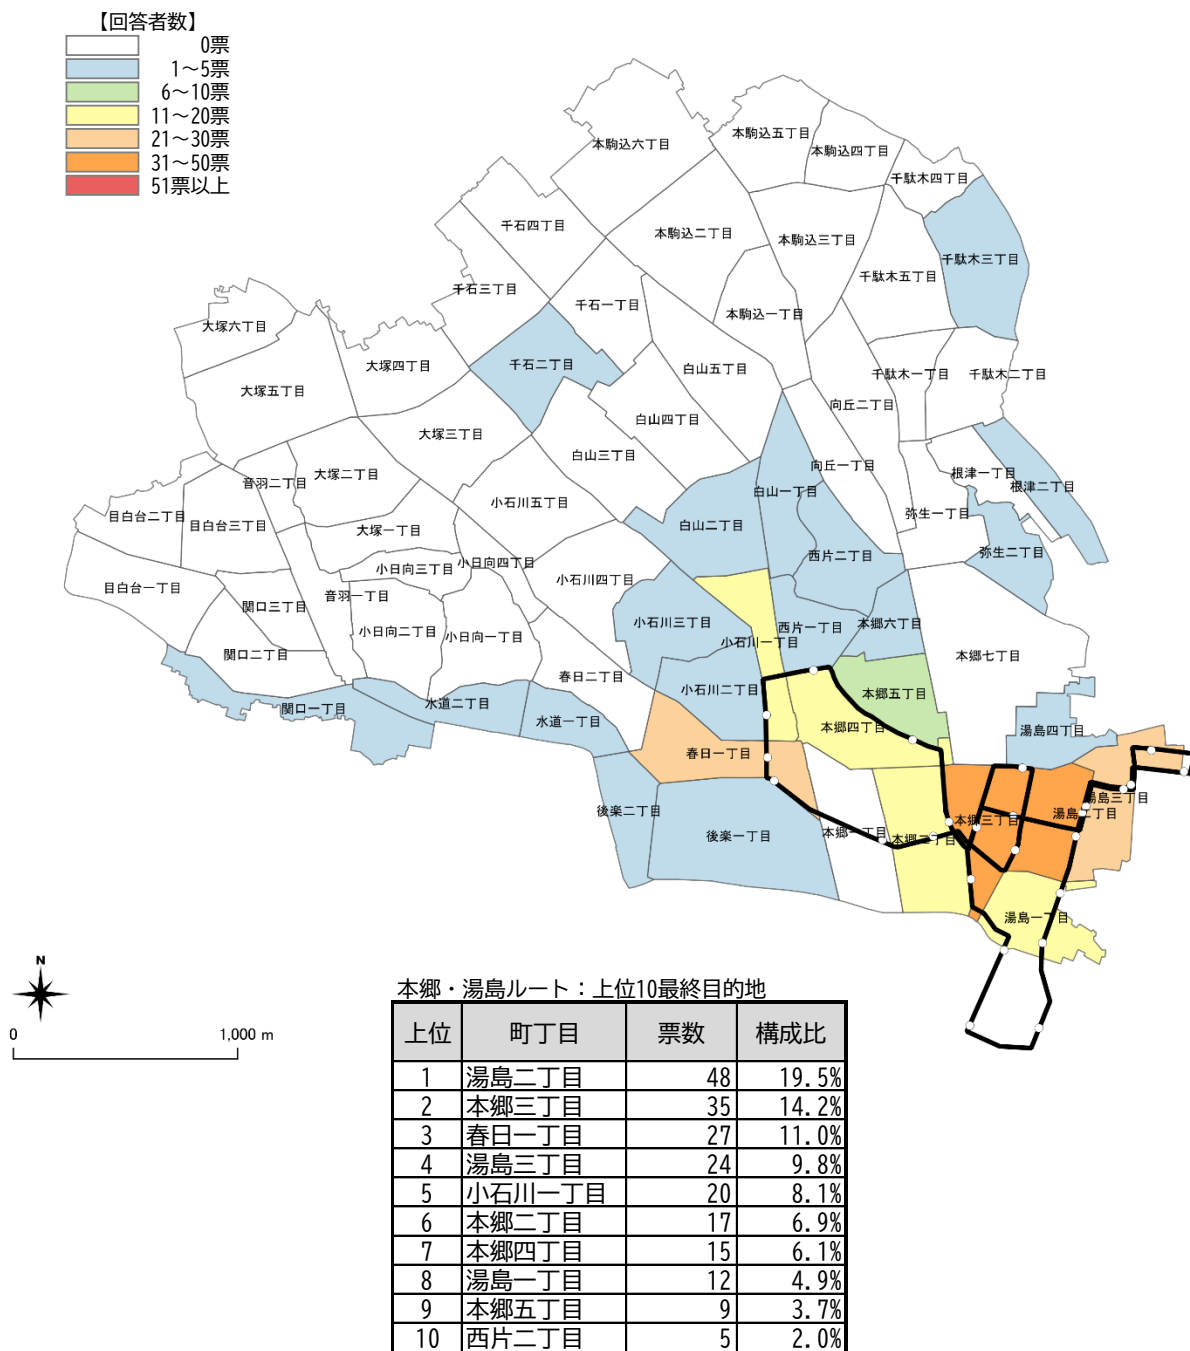 【回答者数】
0票
1～5票
6～10票
11～20票
21～30票
31～50票
51票以上
本駒込六丁目
本駒込五丁目
本駒込四丁目
千駄木四丁目
千石四丁目
本駒込二丁目
本駒込三丁目
千駄木三丁目
千駄木五丁目
千石三丁目
千石一丁目
本駒込一丁目
大塚六丁目
大塚四丁目
千石二丁目
白山五丁目
千駄木一丁目
千駄木二丁目
大塚五丁目
向丘二丁目
白山四丁目
大塚三丁目
白山三丁目
向丘一丁目
大塚二丁目
音羽二丁目
根津一丁目
根津二丁目
白山一丁目
小石川五丁目
目白台二丁目
目白台三丁目
弥生一丁目
白山二丁目
大塚一丁目
西片二丁目
弥生二丁目
小日向四丁目
小日向三丁目
小石川四丁目
目白台一丁目
音羽一丁目
関口三丁目
小石川三丁目
西片一丁目
本郷六丁目
小日向二丁目
小日向一丁目
小石川一丁目
関口二丁目
本郷七丁目
春日二丁目
小石川二丁目
本郷五丁目
水道二丁目
関口一丁目
水道一丁目
本郷四丁目
湯島四丁目
春日一丁目
湯島三丁目
後楽二丁目
湯島二丁目
本郷三丁目
本郷一丁目
後楽一丁目
本郷二丁目
湯島一丁目
N
0 1,000 m
本郷・湯島ルート：上位10最終目的地
上位 町丁目 票数 構成比
1 湯島二丁目 48 19.5%
2 本郷三丁目 35 14.2%
3 春日一丁目 27 11.0%
4 湯島三丁目 24 9.8%
5 小石川一丁目 20 8.1%
6 本郷二丁目 17 6.9%
7 本郷四丁目 15 6.1%
8 湯島一丁目 12 4.9%
9 本郷五丁目 9 3.7%
10 西片二丁目 5 2.0%